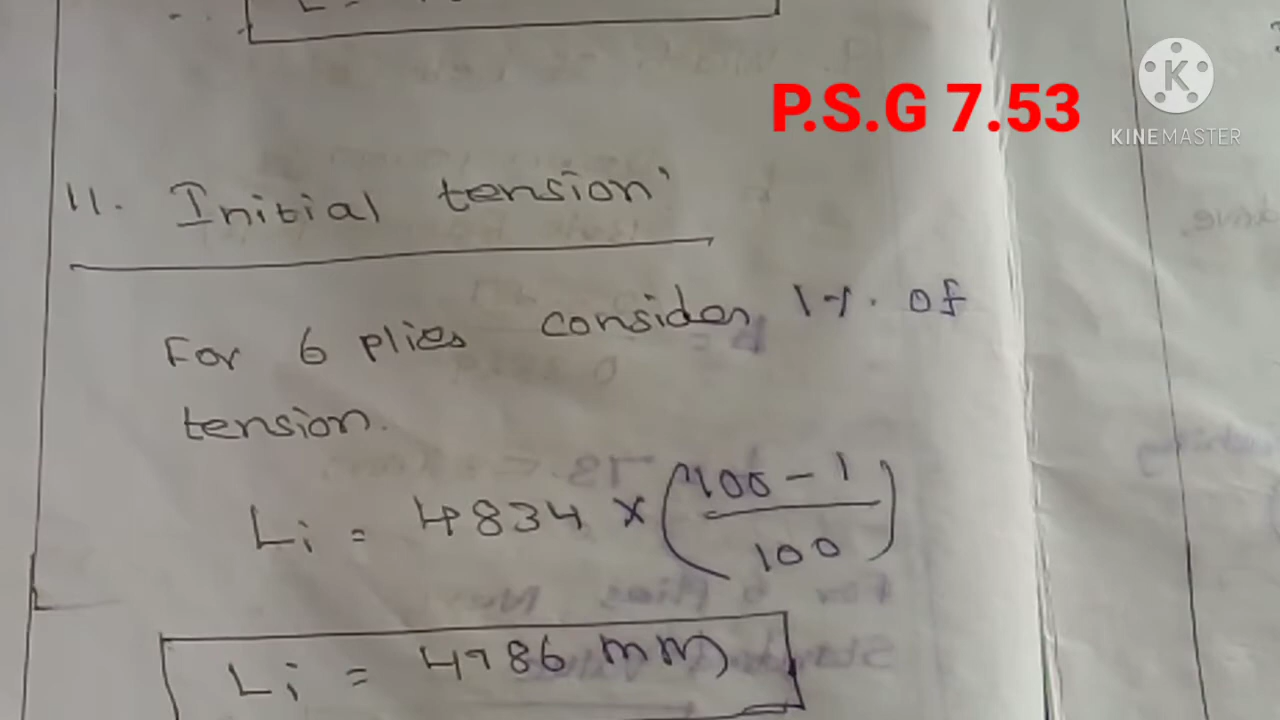 P.S.G 7.53
K
KINEMASTER
11. Initial tension
For 6 plies consider 1%. of
tension.
Li = 4834 × (100 - 1 / 100)
Li = 4786 mm